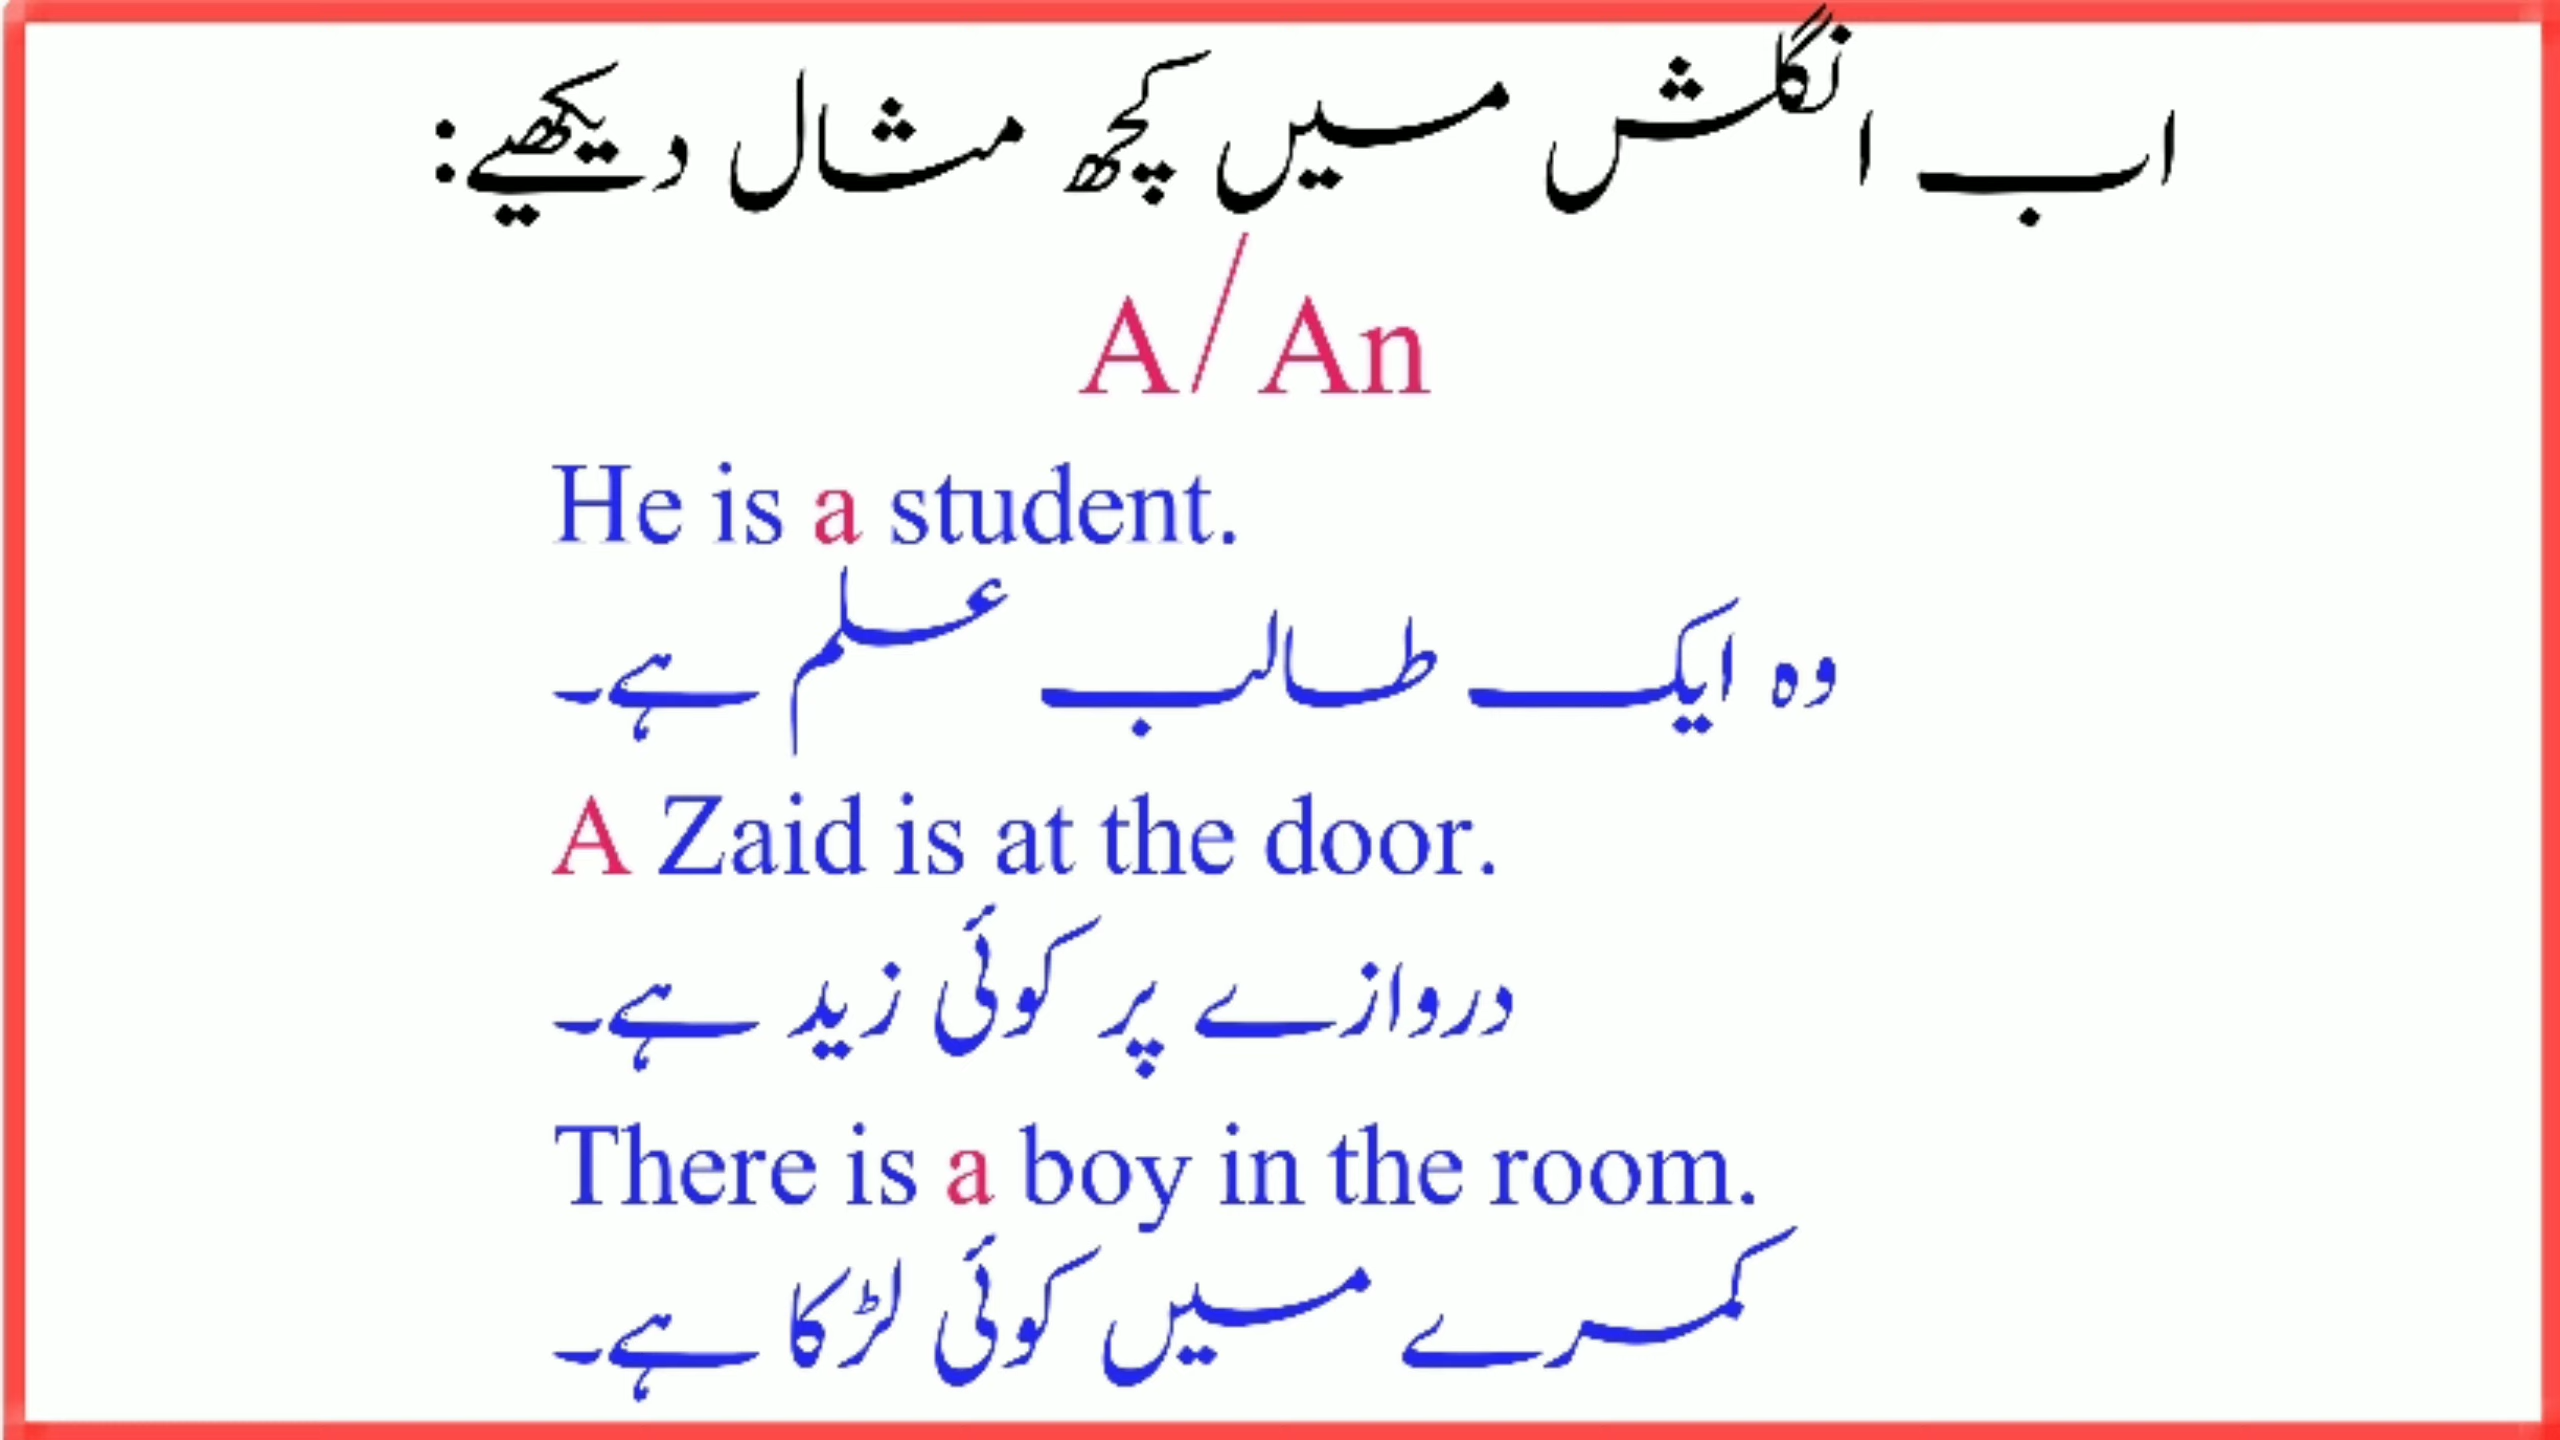 اب انگلش میں کچھ مثال دیکھیے:
A/An
He is a student.
وہ ایک طالب علم ہے۔
A Zaid is at the door.
دروازے پر کوئی زید ہے۔
There is a boy in the room.
کمرے میں کوئی لڑکا ہے۔